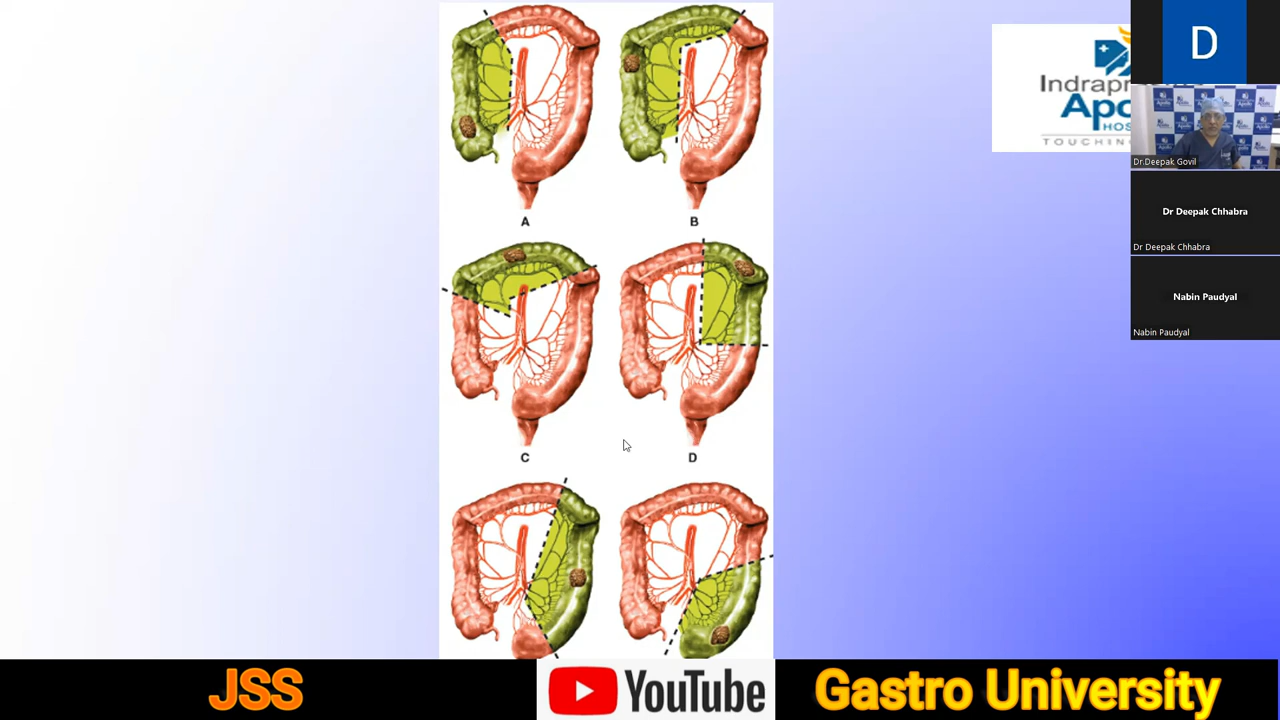 A
B
C
D
Indrapr
Apo
HOS
TOUCHING
D
Dr.Deepak Govil
Dr Deepak Chhabra
Dr Deepak Chhabra
Nabin Paudyal
Nabin Paudyal
JSS
YouTube
Gastro University